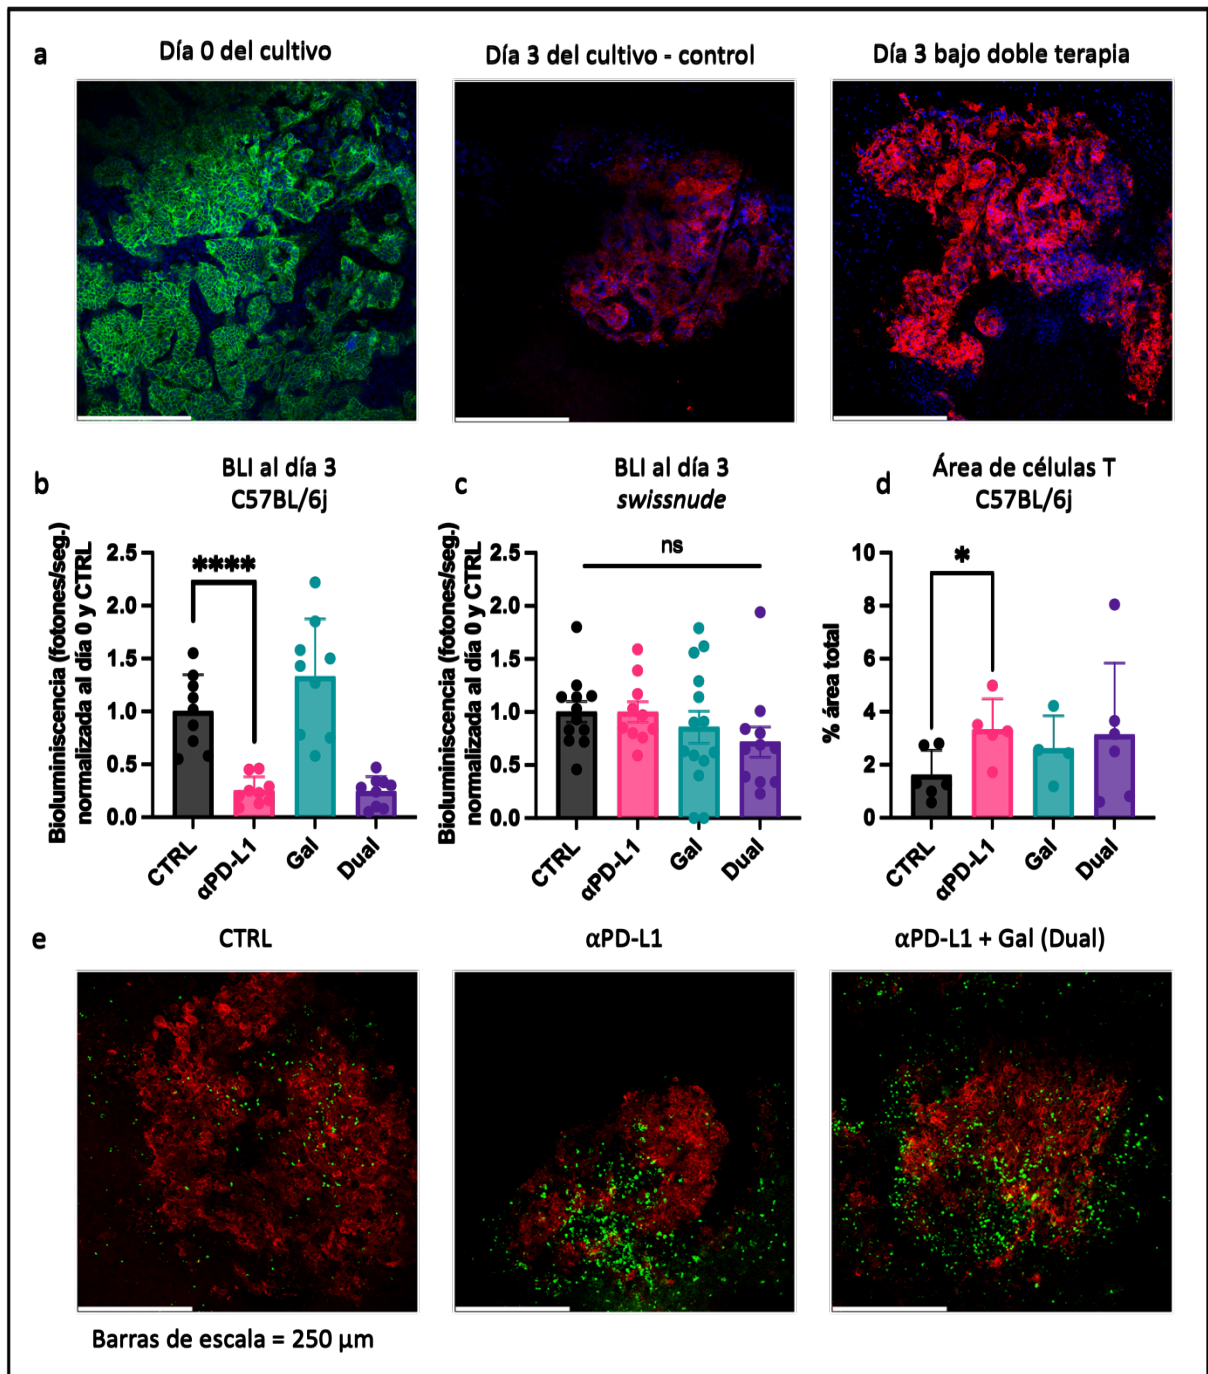 a
Día 0 del cultivo
Día 3 del cultivo - control
Día 3 bajo doble terapia
b
BLI al día 3
C57BL/6j
Bioluminiscencia (fotones/seg.)
normalizada al día 0 y CTRL
2.5
2.0
1.5
1.0
0.5
0.0
****
CTRL
αPD-L1
Gal
Dual
c
BLI al día 3
swissnude
Bioluminiscencia (fotones/seg.)
normalizada al día 0 y CTRL
2.5
2.0
1.5
1.0
0.5
0.0
ns
CTRL
αPD-L1
Gal
Dual
d
Área de células T
C57BL/6j
% área total
10
8
6
4
2
0
*
CTRL
αPD-L1
Gal
Dual
e
CTRL
αPD-L1
αPD-L1 + Gal (Dual)
Barras de escala = 250 µm